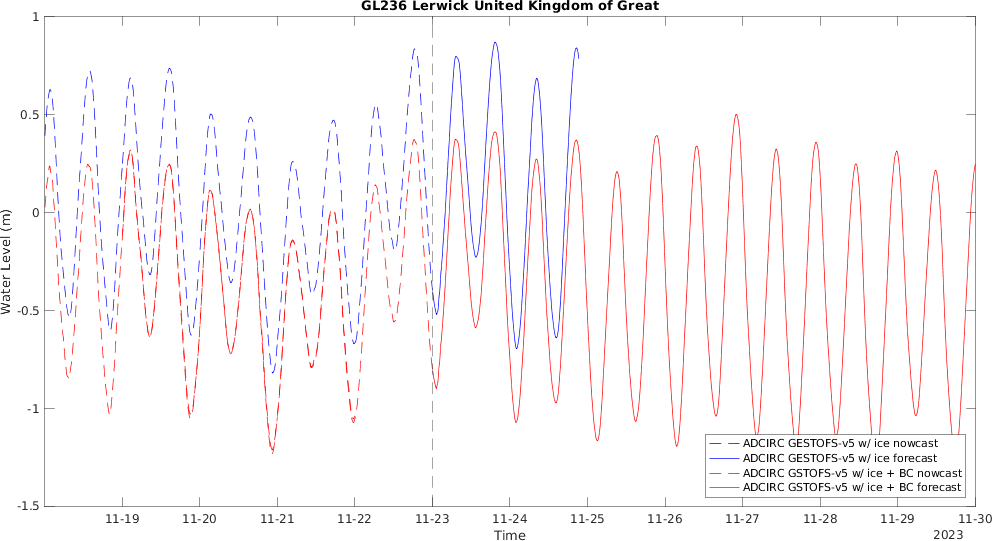 GL236 Lerwick United Kingdom of Great
1
0.5
0
-0.5
-1
-1.5
Water Level (m)
ADCIRC GESTOFS-v5 w/ ice nowcast
ADCIRC GESTOFS-v5 w/ ice forecast
ADCIRC GSTOFS-v5 w/ ice + BC nowcast
ADCIRC GSTOFS-v5 w/ ice + BC forecast
11-19 11-20 11-21 11-22 11-23 11-24 11-25 11-26 11-27 11-28 11-29 11-30
Time
2023